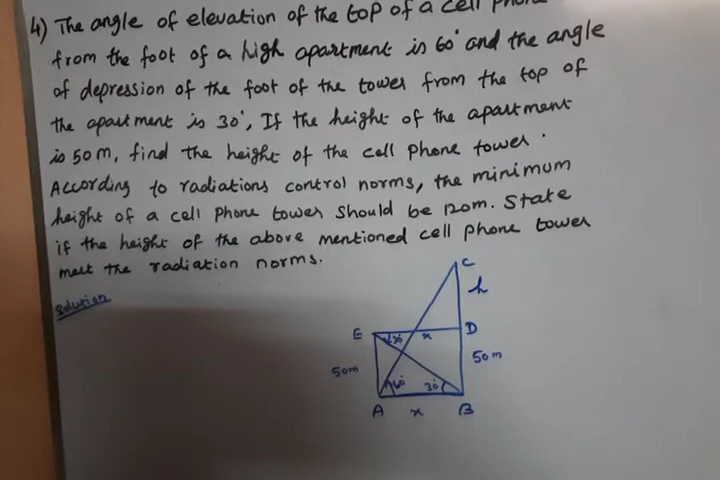 4) The angle of elevation of the top of a cell phone
from the foot of a high apartment is 60° and the angle
of depression of the foot of the tower from the top of
the apartment is 30°, If the height of the apartment
is 50m, find the height of the cell phone tower.
According to radiations control norms, the minimum
height of a cell phone tower should be 120m. State
if the height of the above mentioned cell phone tower
meet the radiation norms.
Solution
C
h
E 30° x D
50m 50m
60° 30°
A x B